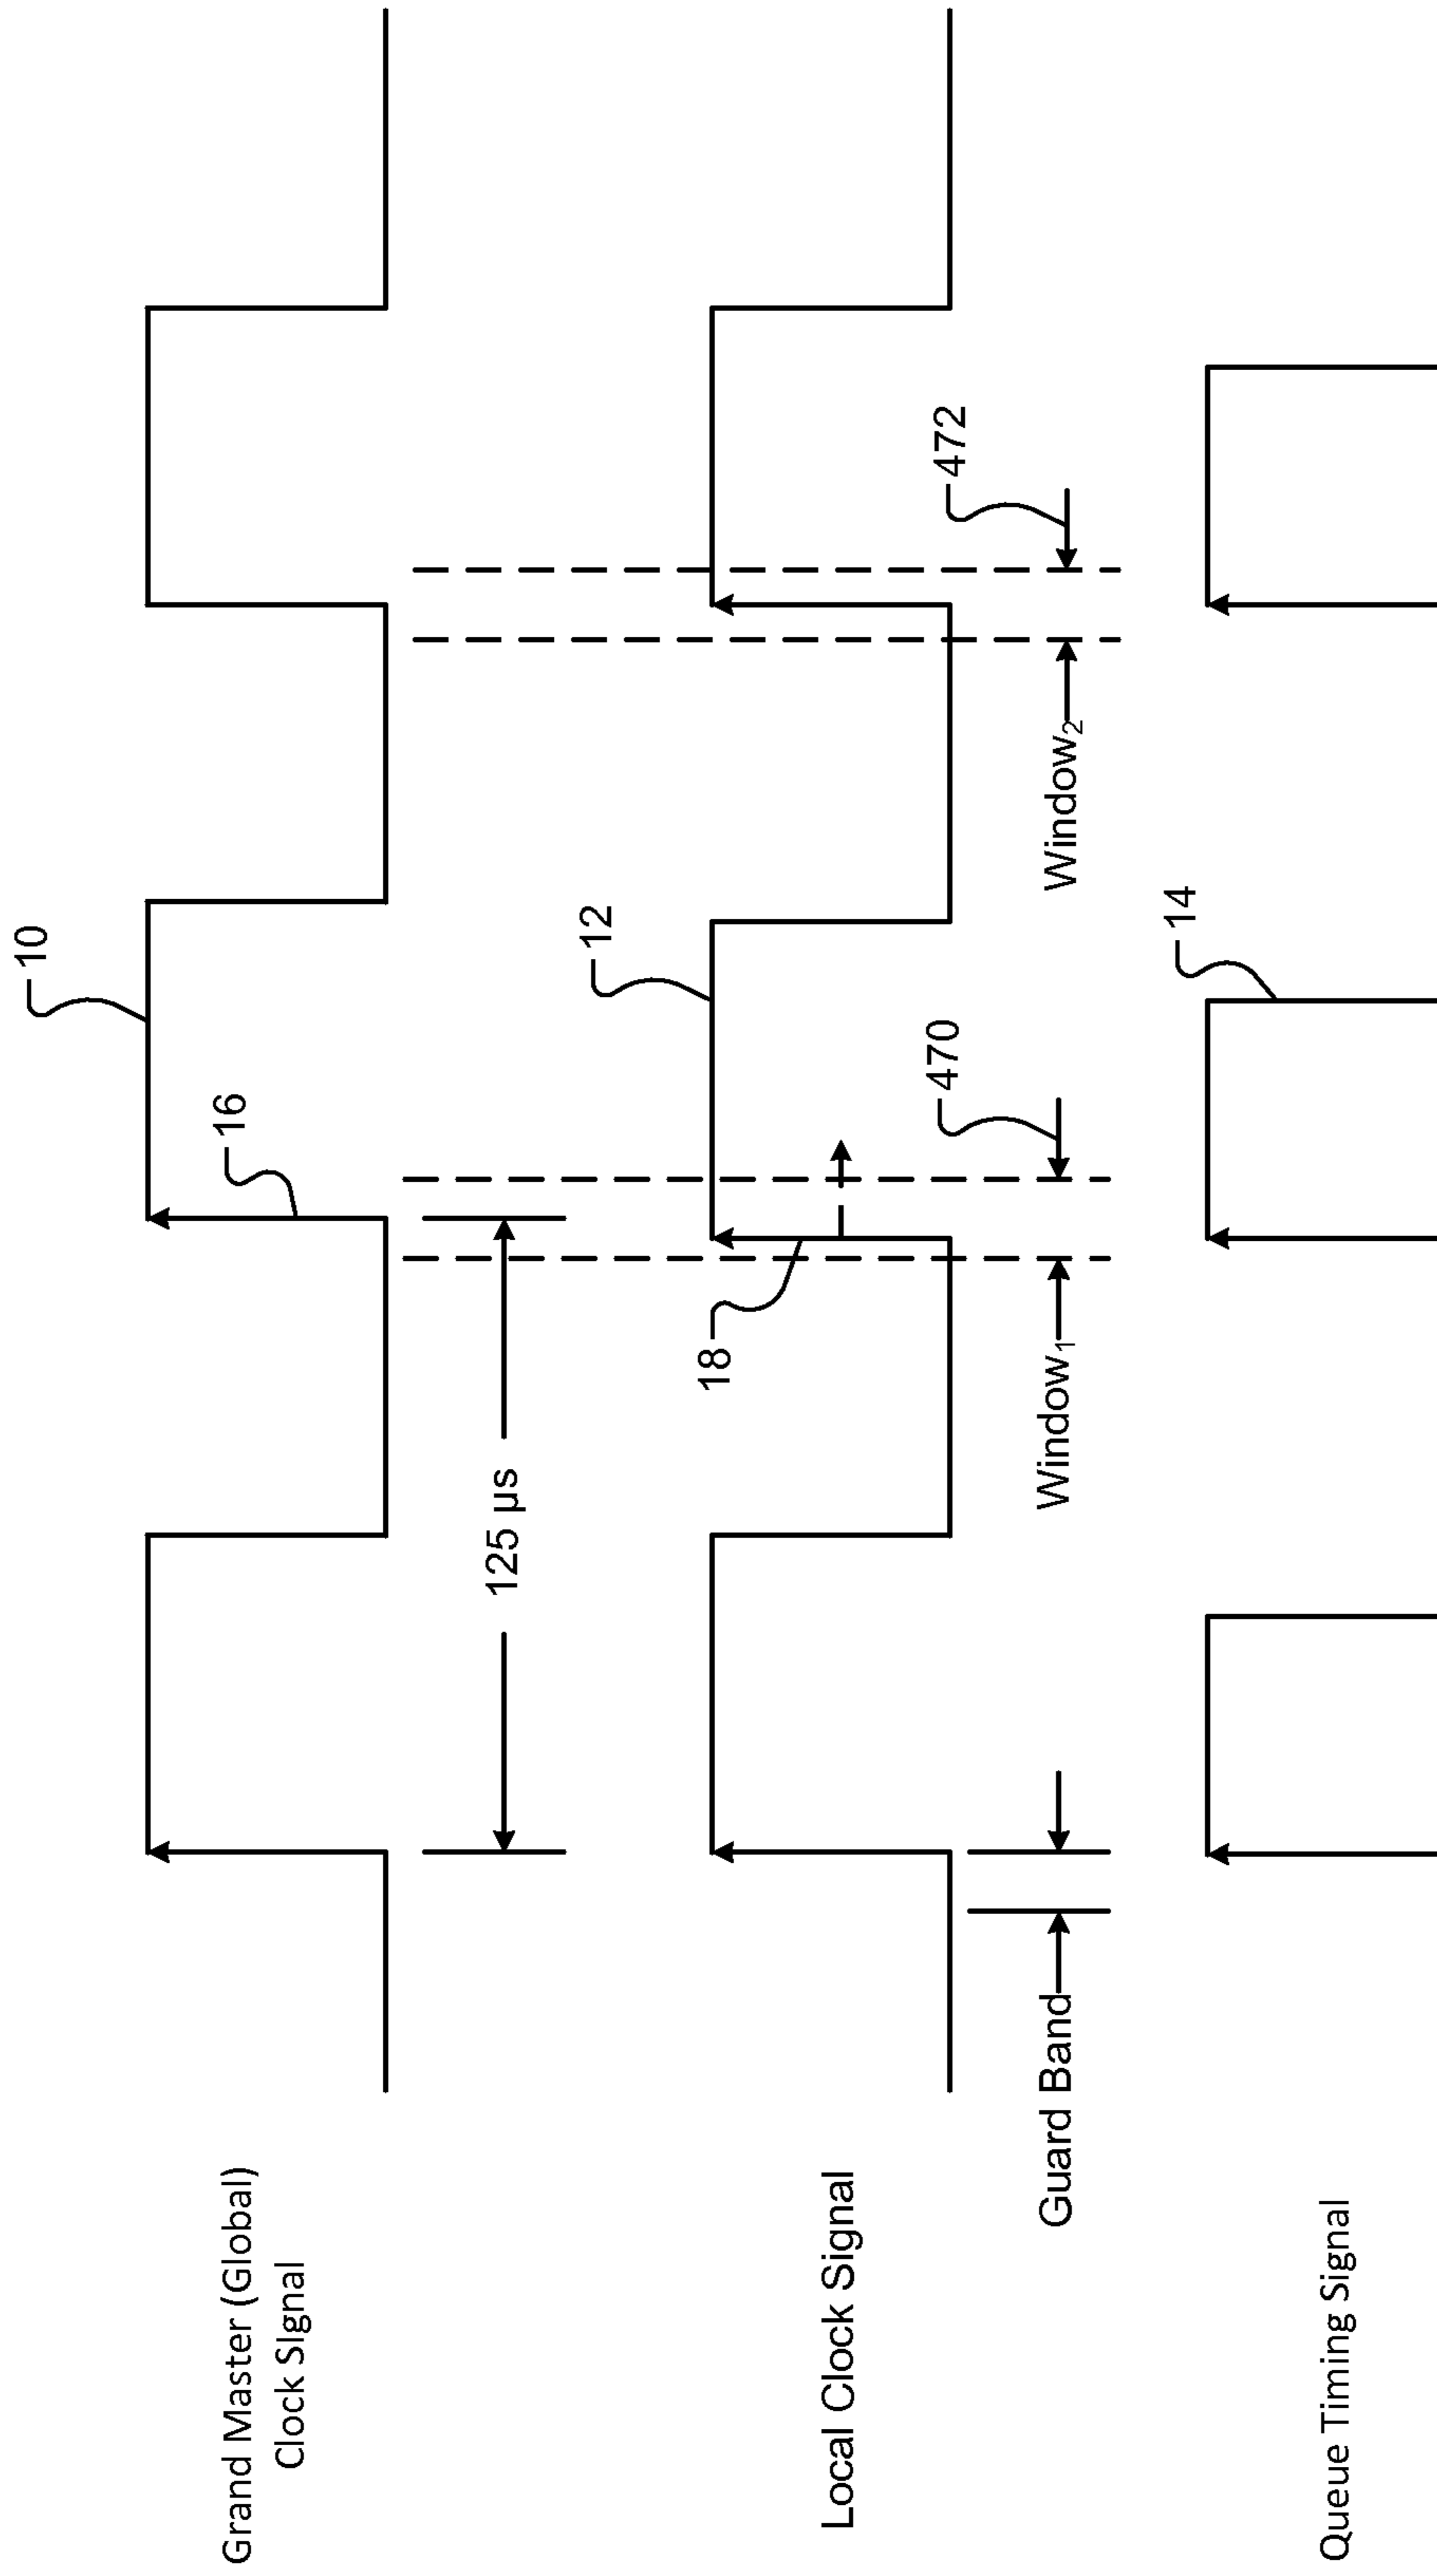 Grand Master (Global)
Clock SIgnal
10
16
125 µs
Local Clock Signal
12
18
Guard Band
Window1
470
Window2
472
Queue Timing Signal
14